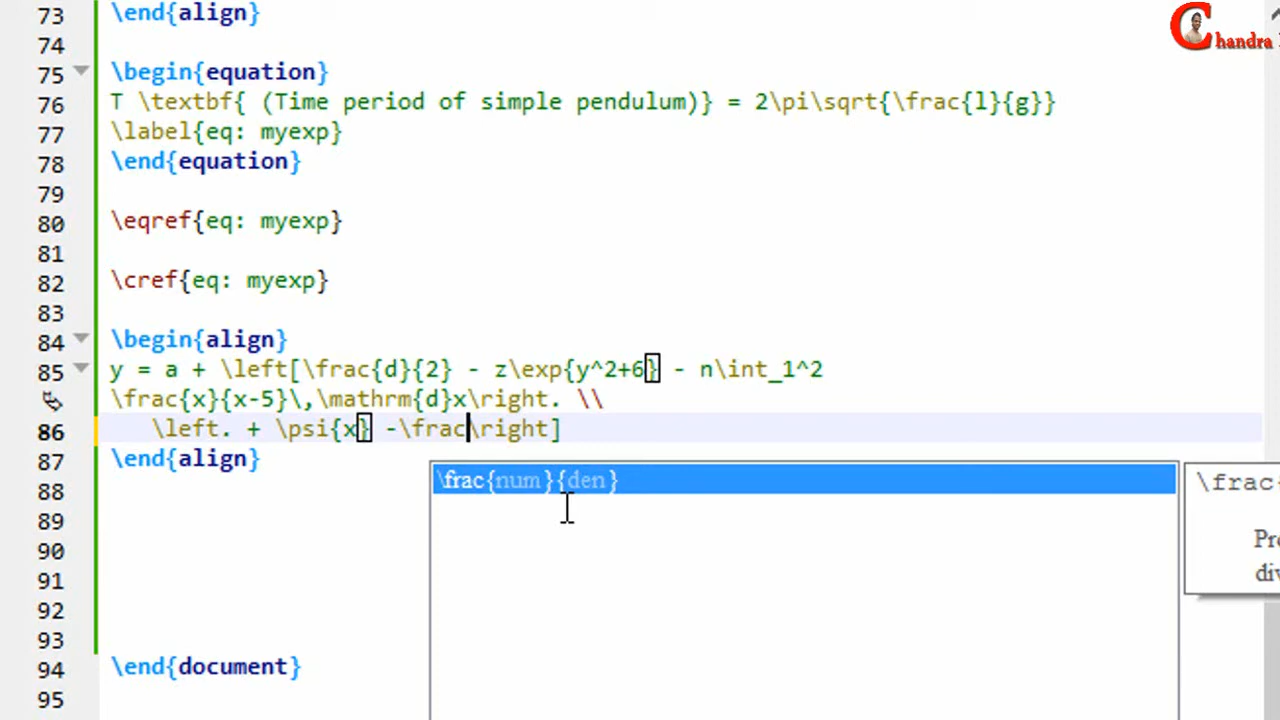 Chandra
73 \end{align}
74
75 \begin{equation}
76 T \textbf{ (Time period of simple pendulum)} = 2\pi\sqrt{\frac{l}{g}}
77 \label{eq: myexp}
78 \end{equation}
79
80 \eqref{eq: myexp}
81
82 \cref{eq: myexp}
83
84 \begin{align}
85 y = a + \left[\frac{d}{2} - z\exp{y^2+6} - n\int_1^2
\frac{x}{x-5}\,\mathrm{d}x\right. \\
86 \left. + \psi{x} -\frac\right]
87 \end{align}
\frac{num}{den}
\frac{
88
89
90
91
92
93
94 \end{document}
95